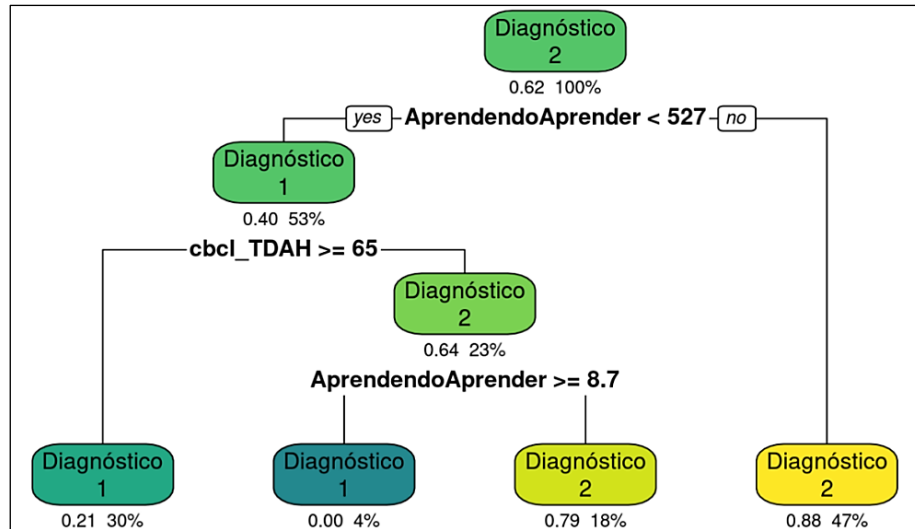 Diagnóstico
2
0.62 100%
yes AprendendoAprender < 527 no
Diagnóstico
1
0.40 53%
cbcl_TDAH >= 65
Diagnóstico
2
0.64 23%
AprendendoAprender >= 8.7
Diagnóstico
1
0.21 30%
Diagnóstico
1
0.00 4%
Diagnóstico
2
0.79 18%
Diagnóstico
2
0.88 47%